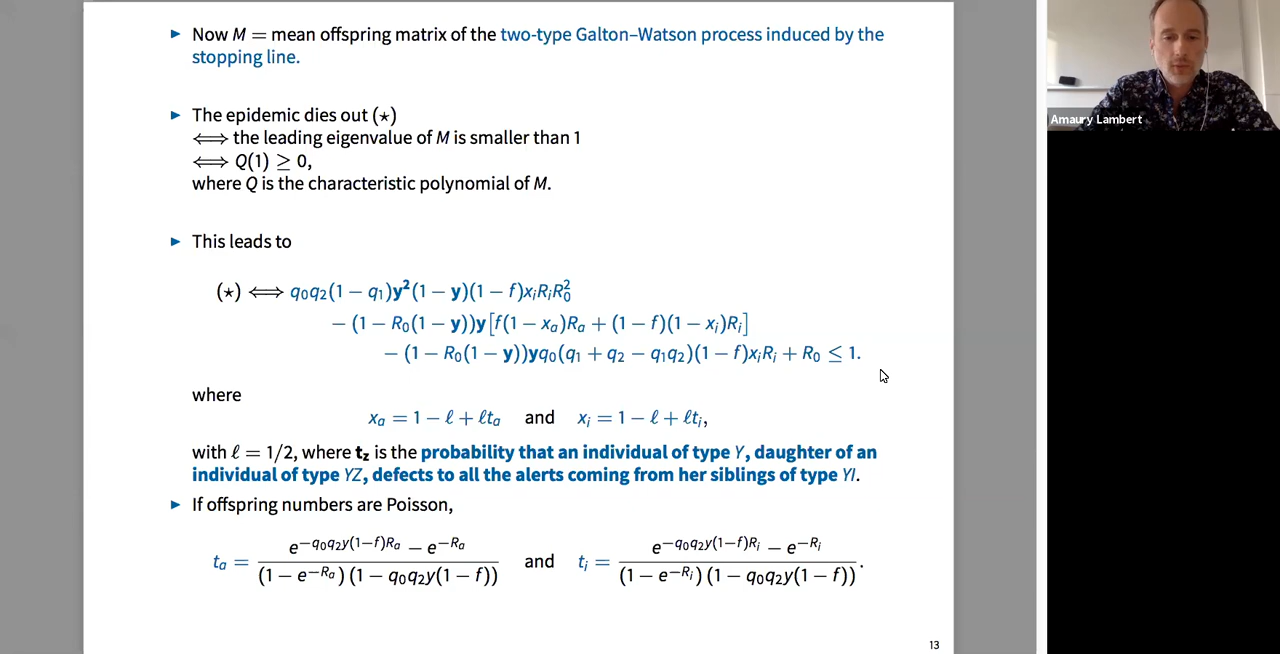 ► Now M = mean offspring matrix of the two-type Galton–Watson process induced by the
stopping line.
► The epidemic dies out (⋆)
⟺ the leading eigenvalue of M is smaller than 1
⟺ Q(1) ≥ 0,
where Q is the characteristic polynomial of M.
► This leads to
(⋆) ⟺ q₀q₂(1 − q₁)y²(1 − y)(1 − f)xᵢRᵢR₀²
− (1 − R₀(1 − y))y[f(1 − xₐ)Rₐ + (1 − f)(1 − xᵢ)Rᵢ]
− (1 − R₀(1 − y))yq₀(q₁ + q₂ − q₁q₂)(1 − f)xᵢRᵢ + R₀ ≤ 1.
where
xₐ = 1 − ℓ + ℓtₐ and xᵢ = 1 − ℓ + ℓtᵢ,
with ℓ = 1/2, where t_z is the probability that an individual of type Y, daughter of an
individual of type YZ, defects to all the alerts coming from her siblings of type YI.
► If offspring numbers are Poisson,
tₐ = (e^{−q₀q₂y(1−f)Rₐ} − e^{−Rₐ}) / ((1 − e^{−Rₐ})(1 − q₀q₂y(1 − f))) and tᵢ = (e^{−q₀q₂y(1−f)Rᵢ} − e^{−Rᵢ}) / ((1 − e^{−Rᵢ})(1 − q₀q₂y(1 − f))).
13
Amaury Lambert